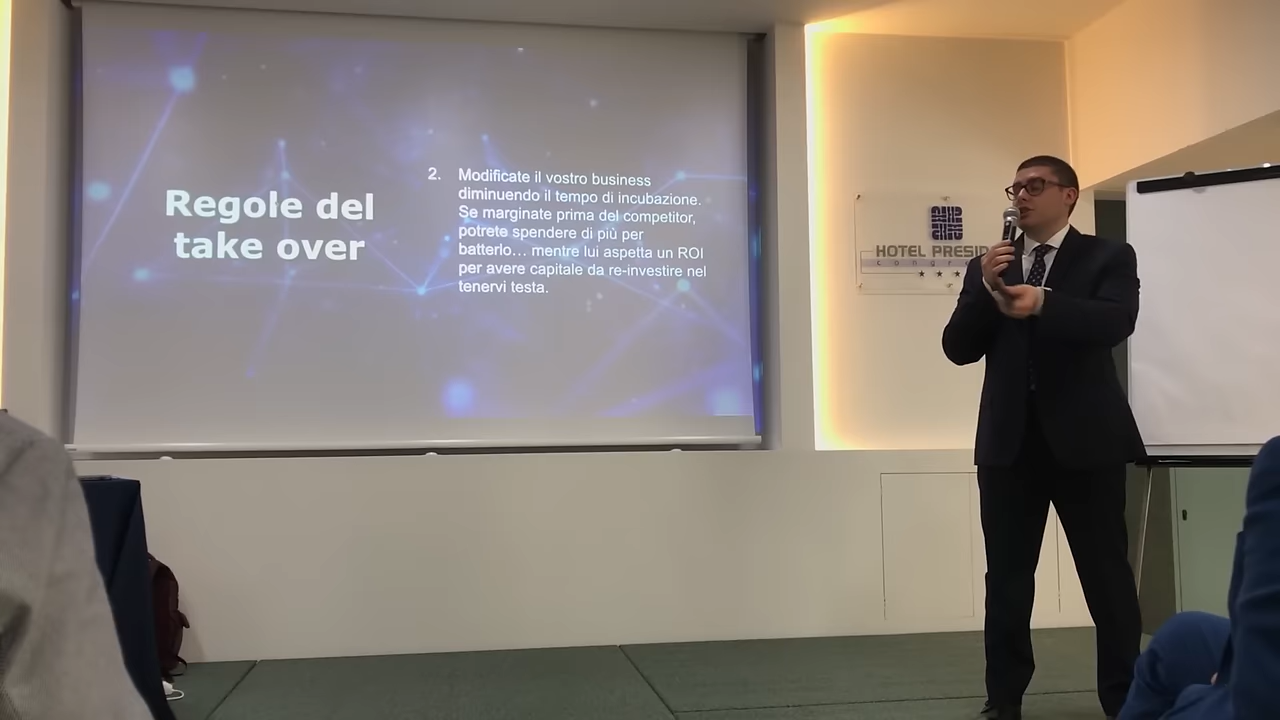 Regole del
take over
2. Modificate il vostro business
diminuendo il tempo di incubazione.
Se marginate prima del competitor,
potrete spendere di più per
batterlo... mentre lui aspetta un ROI
per avere capitale da re-investire nel
tenervi testa.
HOTEL